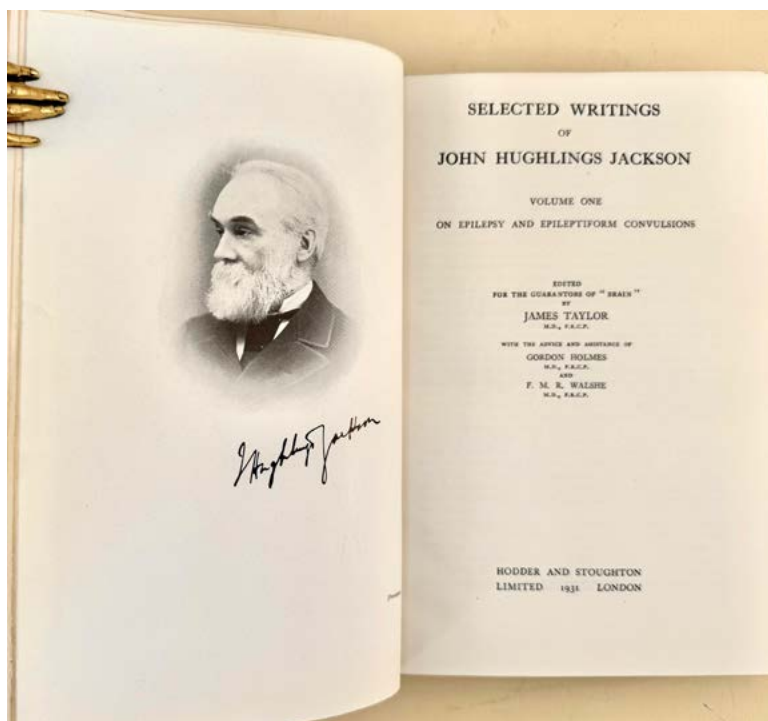 J Hughlings Jackson
SELECTED WRITINGS
OF
JOHN HUGHLINGS JACKSON
VOLUME ONE
ON EPILEPSY AND EPILEPTIFORM CONVULSIONS
EDITED
FOR THE GUARANTORS OF "BRAIN"
BY
JAMES TAYLOR
M.D., F.R.C.P.
WITH THE ADVICE AND ASSISTANCE OF
GORDON HOLMES
M.D., F.R.C.P.
AND
F. M. R. WALSHE
M.D., F.R.C.P.
HODDER AND STOUGHTON
LIMITED 1931 LONDON